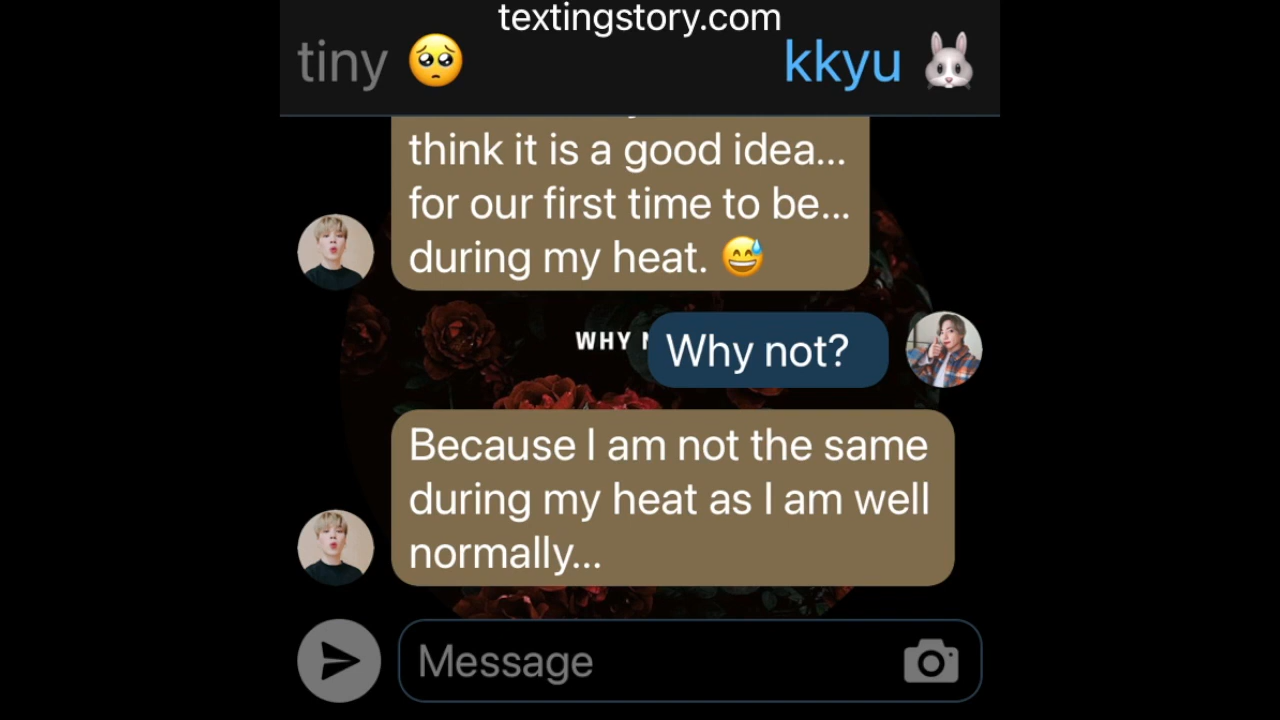 textingstory.com
tiny 🥺
kkyu 🐰
think it is a good idea...
for our first time to be...
during my heat. 😅
WHY
Why not?
Because I am not the same
during my heat as I am well
normally...
Message